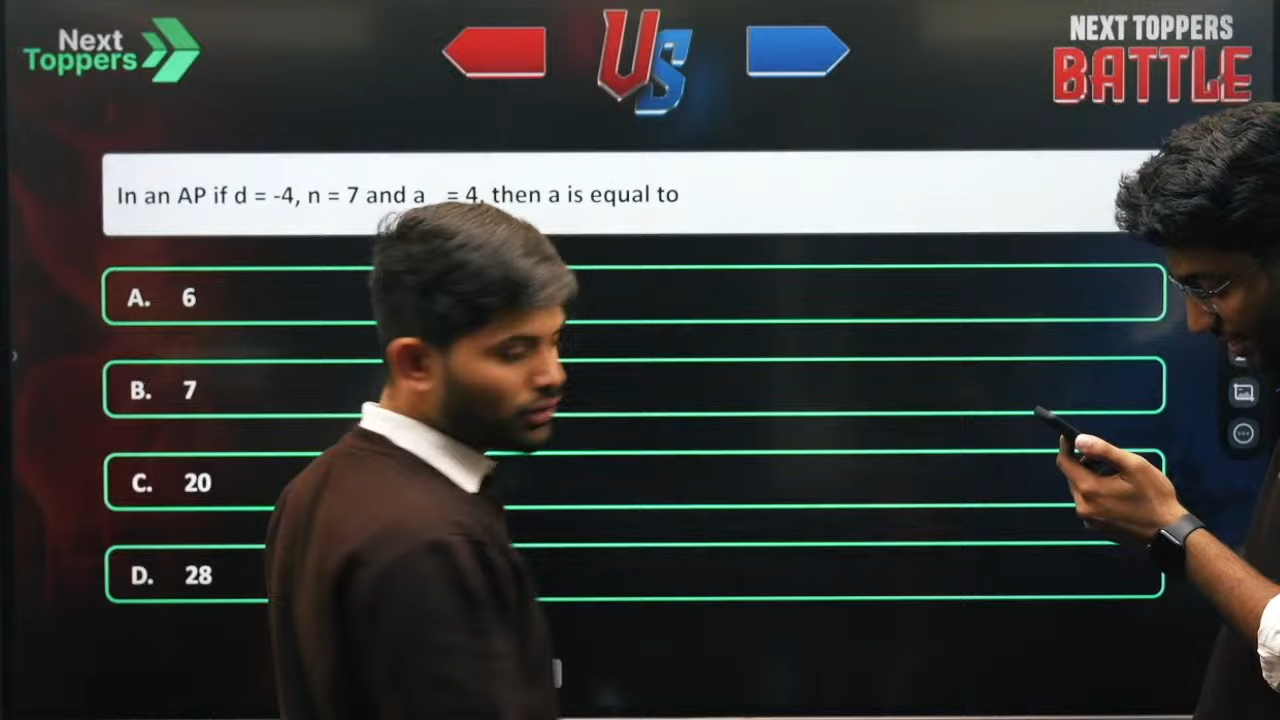 Next
Toppers
VS
NEXT TOPPERS
BATTLE
In an AP if d = -4, n = 7 and a = 4, then a is equal to
A. 6
B. 7
C. 20
D. 28